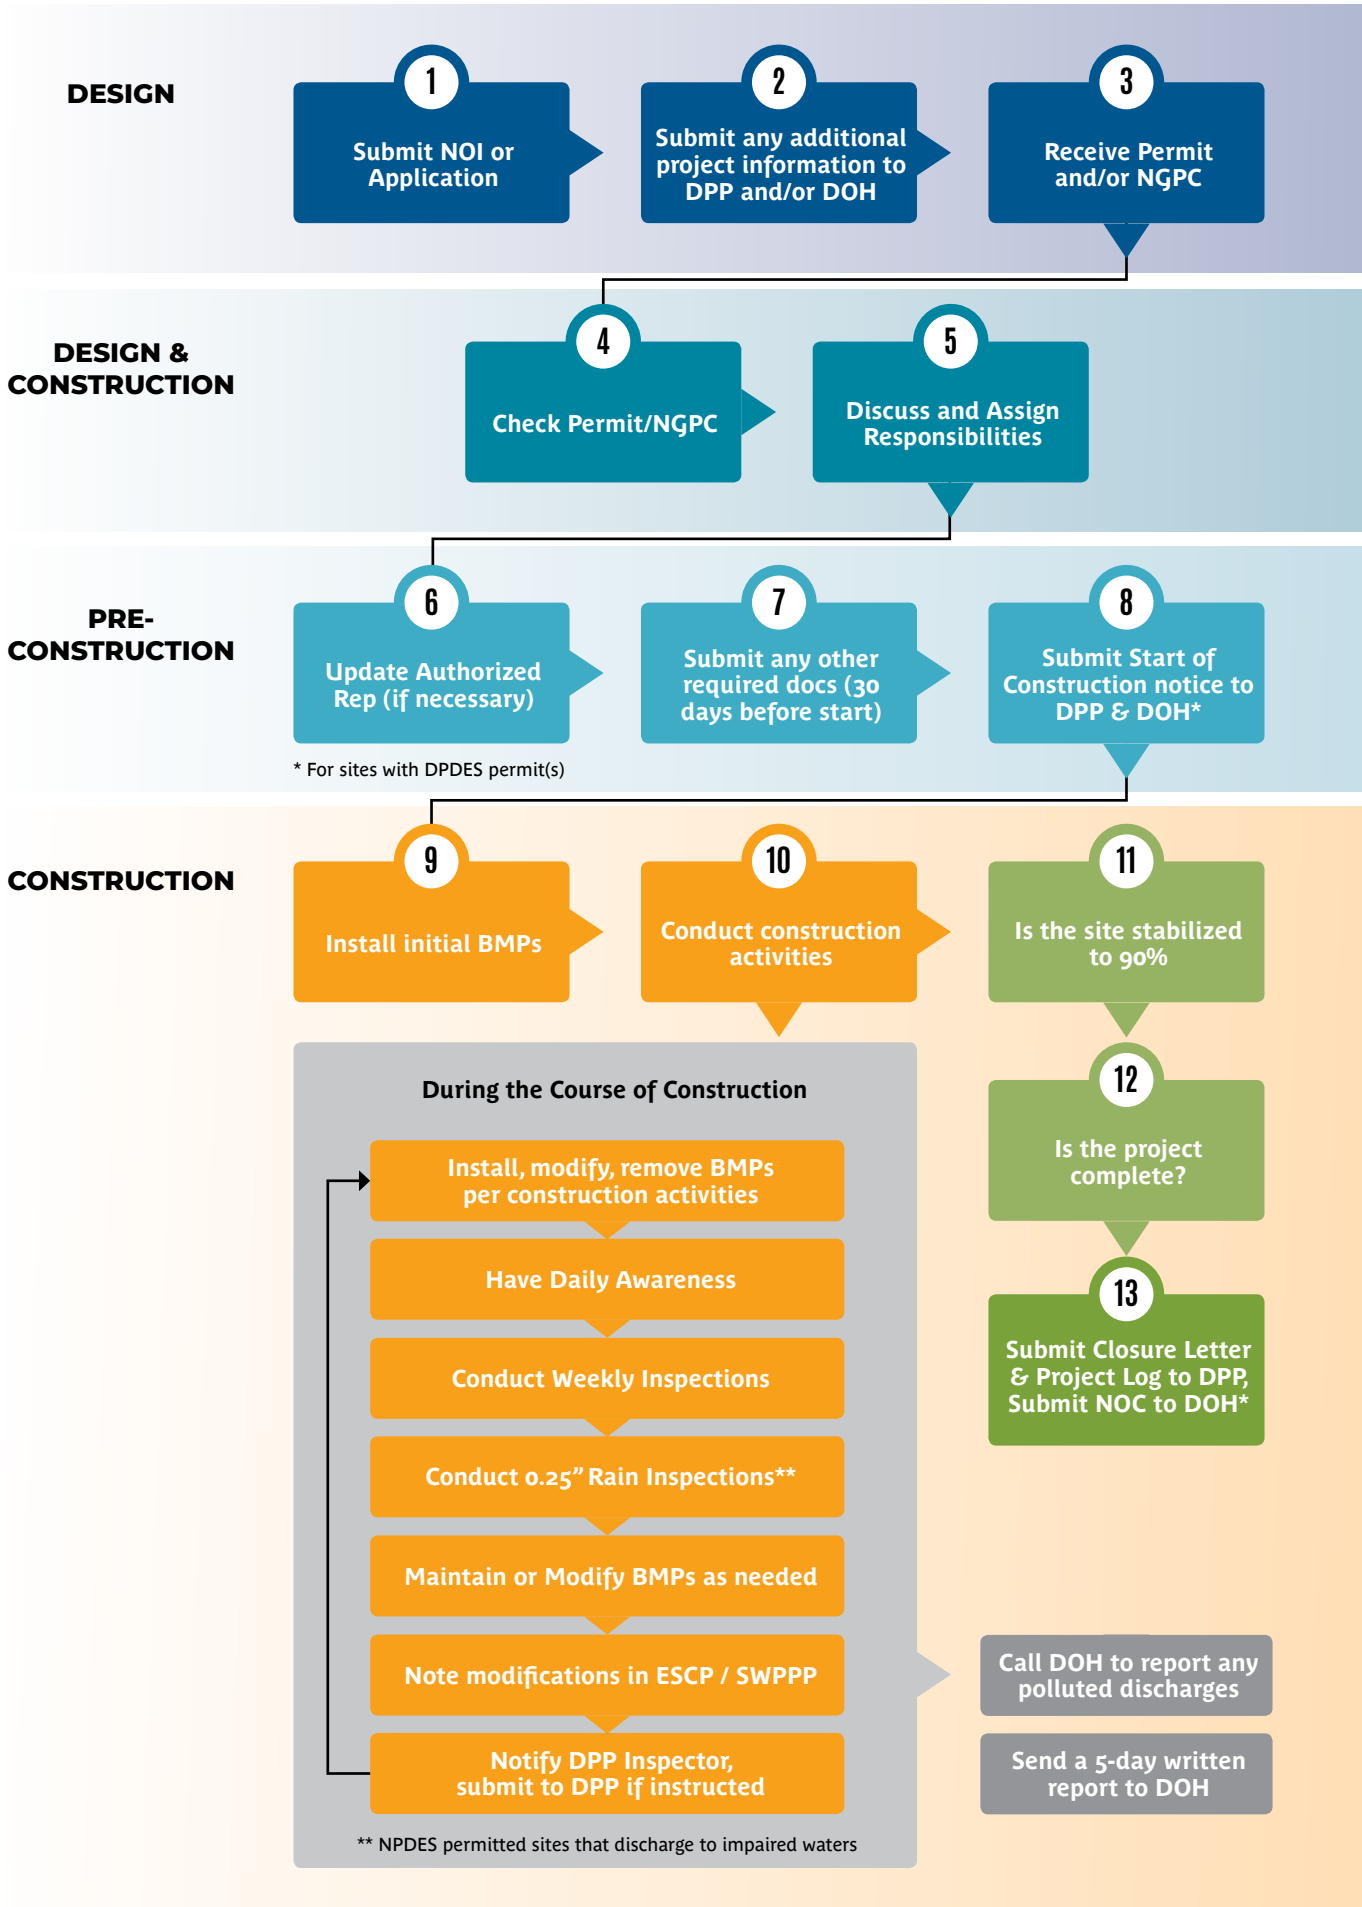 DESIGN
1
Submit NOI or
Application
2
Submit any additional
project information to
DPP and/or DOH
3
Receive Permit
and/or NGPC
DESIGN &
CONSTRUCTION
4
Check Permit/NGPC
5
Discuss and Assign
Responsibilities
PRE-
CONSTRUCTION
6
Update Authorized
Rep (if necessary)
7
Submit any other
required docs (30
days before start)
8
Submit Start of
Construction notice to
DPP & DOH*
* For sites with DPDES permit(s)
CONSTRUCTION
9
Install initial BMPs
10
Conduct construction
activities
11
Is the site stabilized
to 90%
12
Is the project
complete?
13
Submit Closure Letter
& Project Log to DPP,
Submit NOC to DOH*
During the Course of Construction
Install, modify, remove BMPs
per construction activities
Have Daily Awareness
Conduct Weekly Inspections
Conduct 0.25” Rain Inspections**
Maintain or Modify BMPs as needed
Note modifications in ESCP / SWPPP
Notify DPP Inspector,
submit to DPP if instructed
** NPDES permitted sites that discharge to impaired waters
Call DOH to report any
polluted discharges
Send a 5-day written
report to DOH